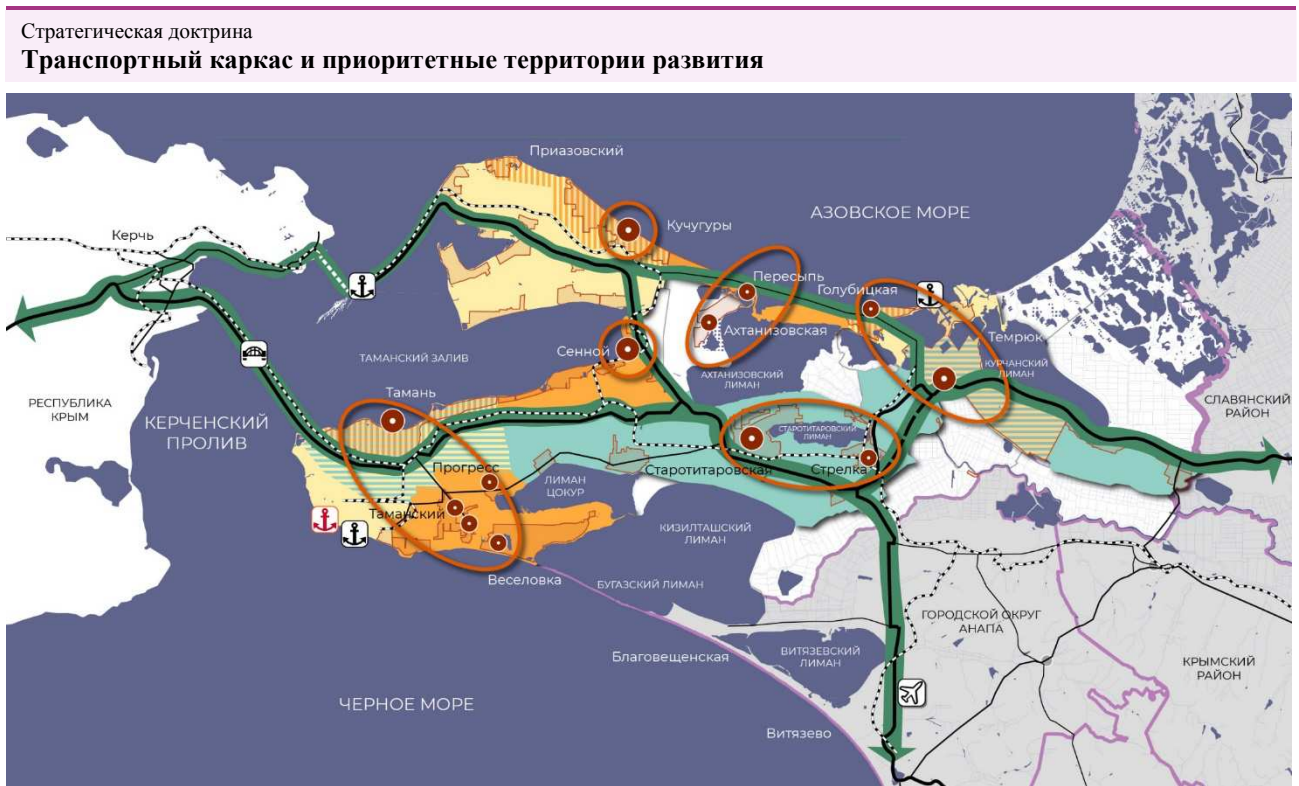 Стратегическая доктрина
Транспортный каркас и приоритетные территории развития
Приазовский
Кучугуры
АЗОВСКОЕ МОРЕ
Керчь
Пересыпь
Голубицкая
Ахтанизовская
Темрюк
Сенной
ТАМАНСКИЙ ЗАЛИВ
КУРЧАНСКИЙ
ЛИМАН
АХТАНИЗОВСКИЙ
ЛИМАН
Тамань
РЕСПУБЛИКА
КРЫМ
КЕРЧЕНСКИЙ
ПРОЛИВ
СЛАВЯНСКИЙ
РАЙОН
СТАРОТИТАРОВСКИЙ
ЛИМАН
Прогресс
Старотитаровская
Стрелка
ЛИМАН
ЦОКУР
Таманский
КИЗИЛТАШСКИЙ
ЛИМАН
Веселовка
БУГАЗСКИЙ ЛИМАН
ГОРОДСКОЙ ОКРУГ
АНАПА
Благовещенская
ВИТЯЗЕВСКИЙ
ЛИМАН
КРЫМСКИЙ
РАЙОН
ЧЕРНОЕ МОРЕ
Витязево